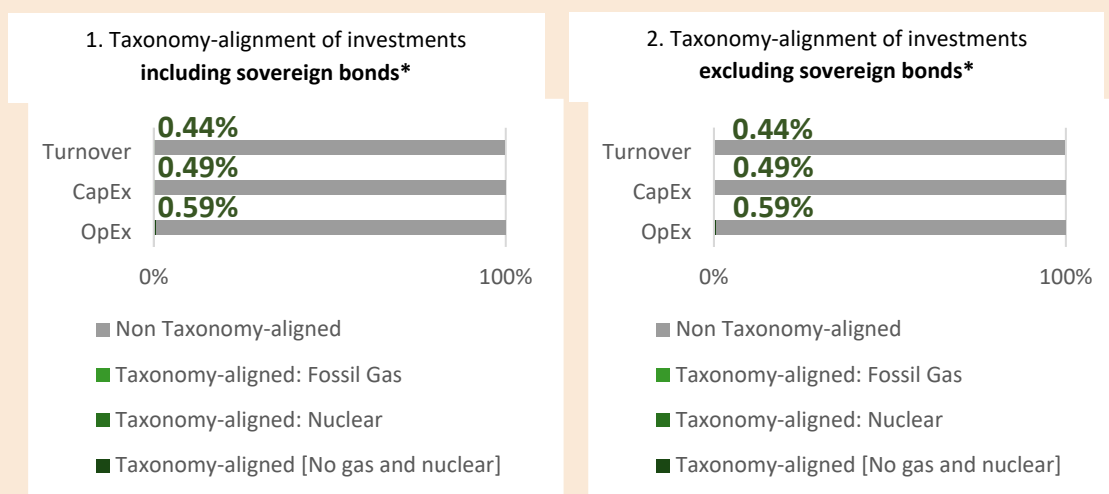 1. Taxonomy-alignment of investments
including sovereign bonds*
0.44%
Turnover
0.49%
CapEx
0.59%
OpEx
0%
100%
Non Taxonomy-aligned
Taxonomy-aligned: Fossil Gas
Taxonomy-aligned: Nuclear
Taxonomy-aligned [No gas and nuclear]
2. Taxonomy-alignment of investments
excluding sovereign bonds*
0.44%
Turnover
0.49%
CapEx
0.59%
OpEx
0%
100%
Non Taxonomy-aligned
Taxonomy-aligned: Fossil Gas
Taxonomy-aligned: Nuclear
Taxonomy-aligned [No gas and nuclear]